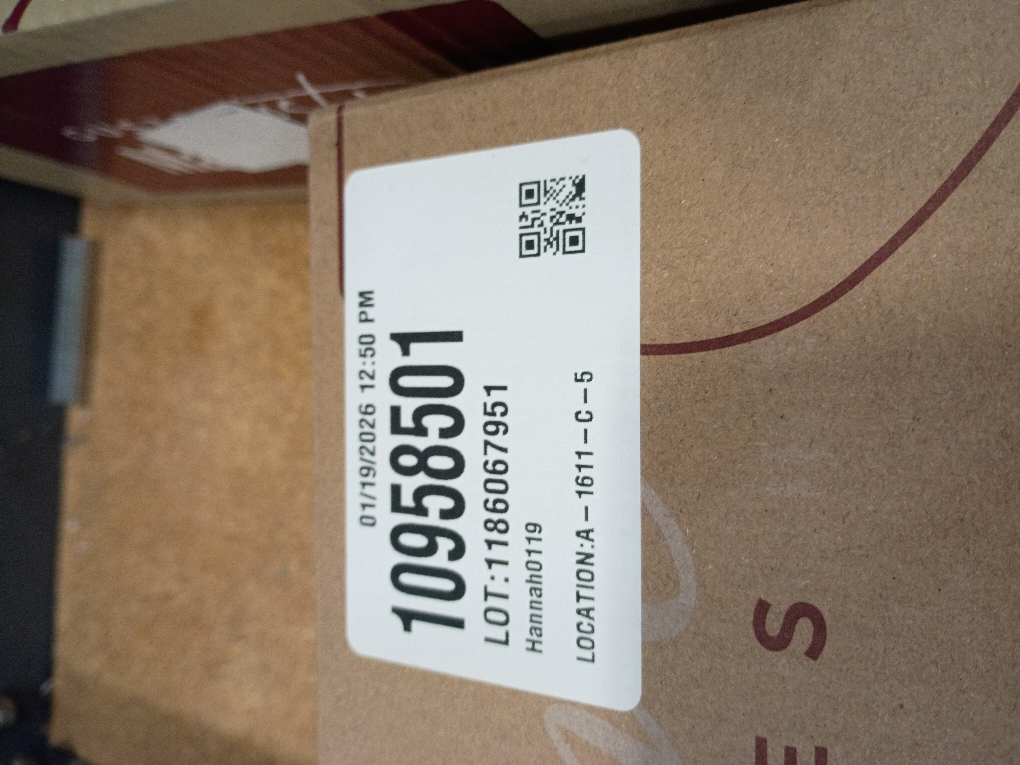 01/19/2026 12:50 PM
10958501
LOT:1186067951
Hannah0119
LOCATION:A-1611-C-5
E S